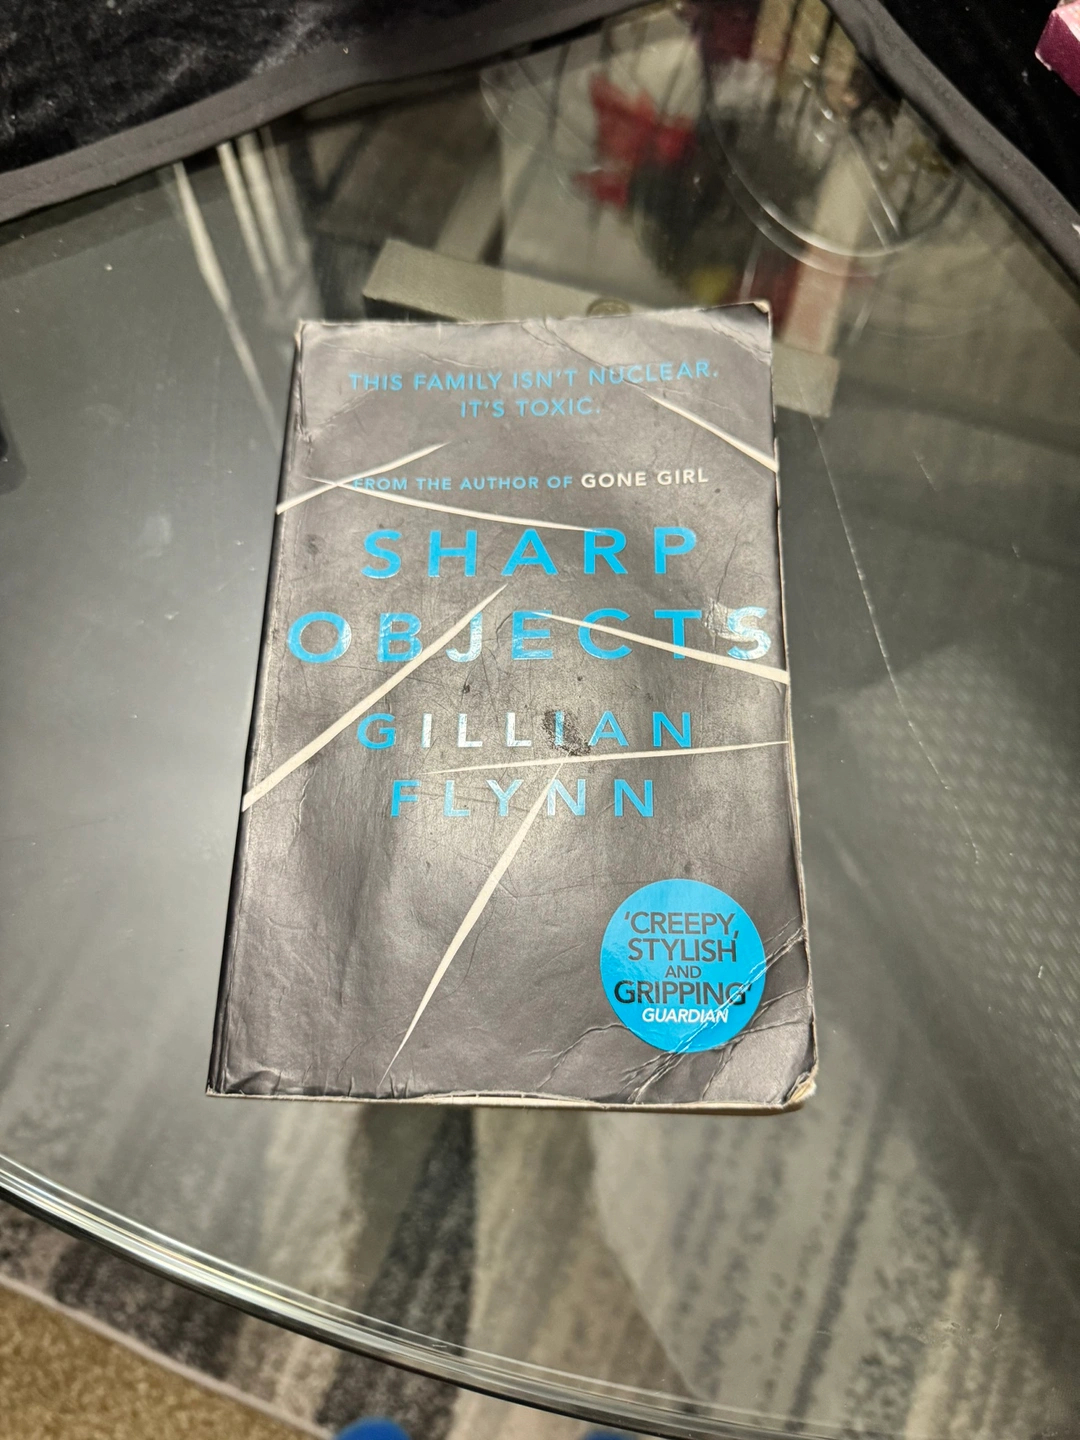 THIS FAMILY ISN'T NUCLEAR.
IT'S TOXIC.
FROM THE AUTHOR OF GONE GIRL
SHARP
OBJECTS
GILLIAN
FLYNN
'CREEPY,
STYLISH
AND
GRIPPING'
GUARDIAN